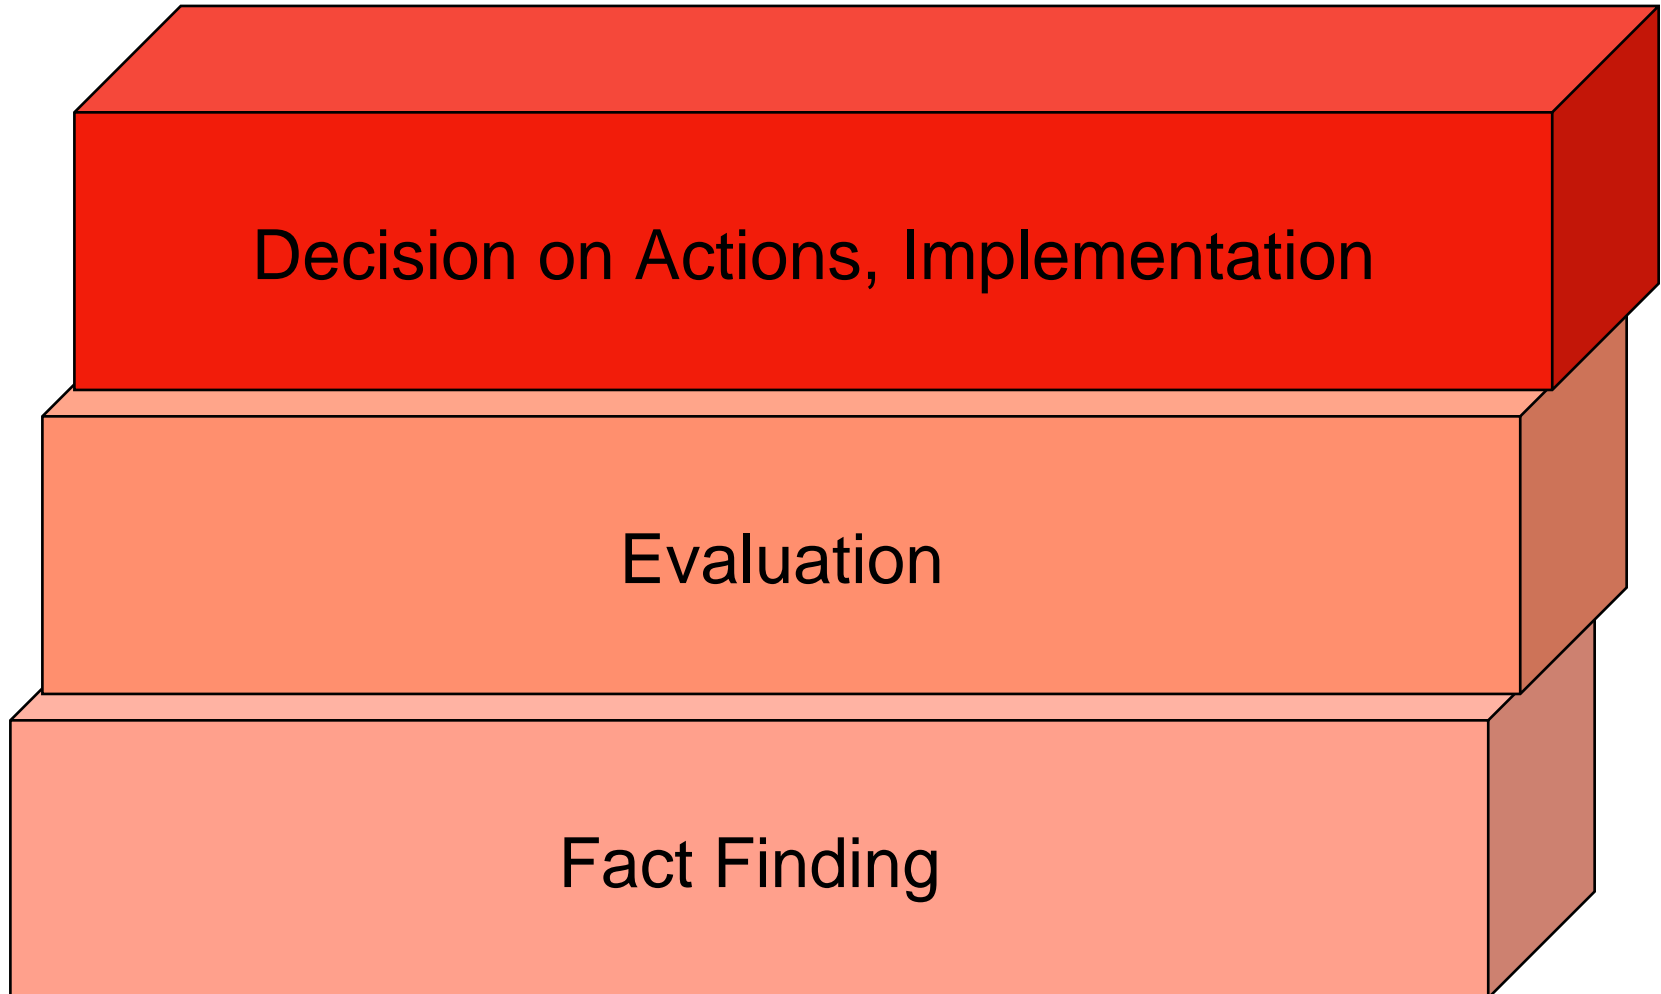 Decision on Actions, Implementation
Evaluation
Fact Finding